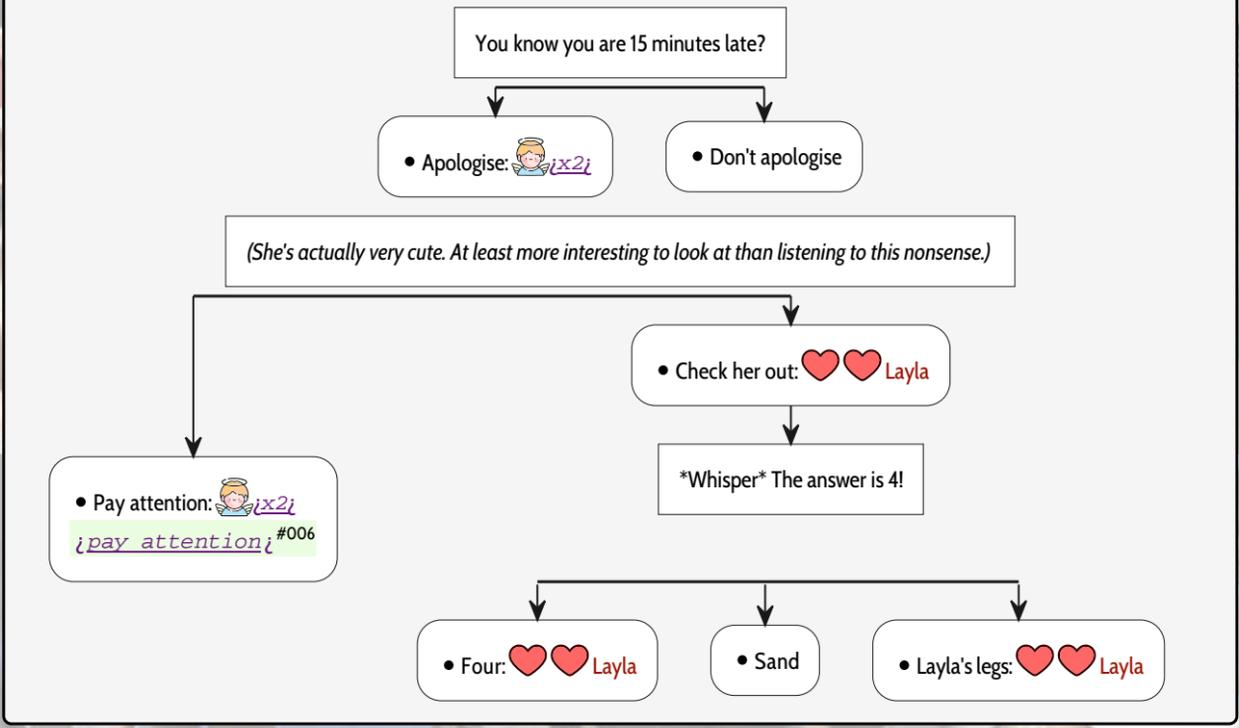 You know you are 15 minutes late?
• Apologise: ¿x2¿
• Don't apologise
(She's actually very cute. At least more interesting to look at than listening to this nonsense.)
• Check her out: Layla
*Whisper* The answer is 4!
• Pay attention: ¿x2¿
¿pay attention¿#006
• Four: Layla
• Sand
• Layla's legs: Layla